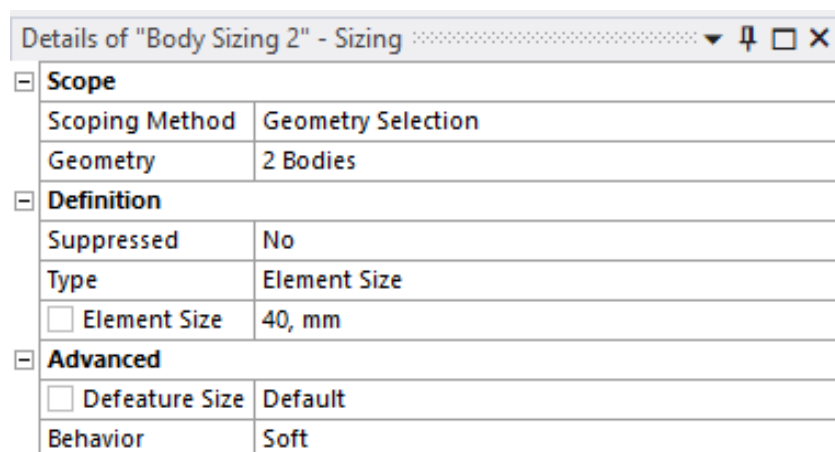 Details of "Body Sizing 2" - Sizing
Scope
Scoping Method Geometry Selection
Geometry 2 Bodies
Definition
Suppressed No
Type Element Size
Element Size 40, mm
Advanced
Defeature Size Default
Behavior Soft